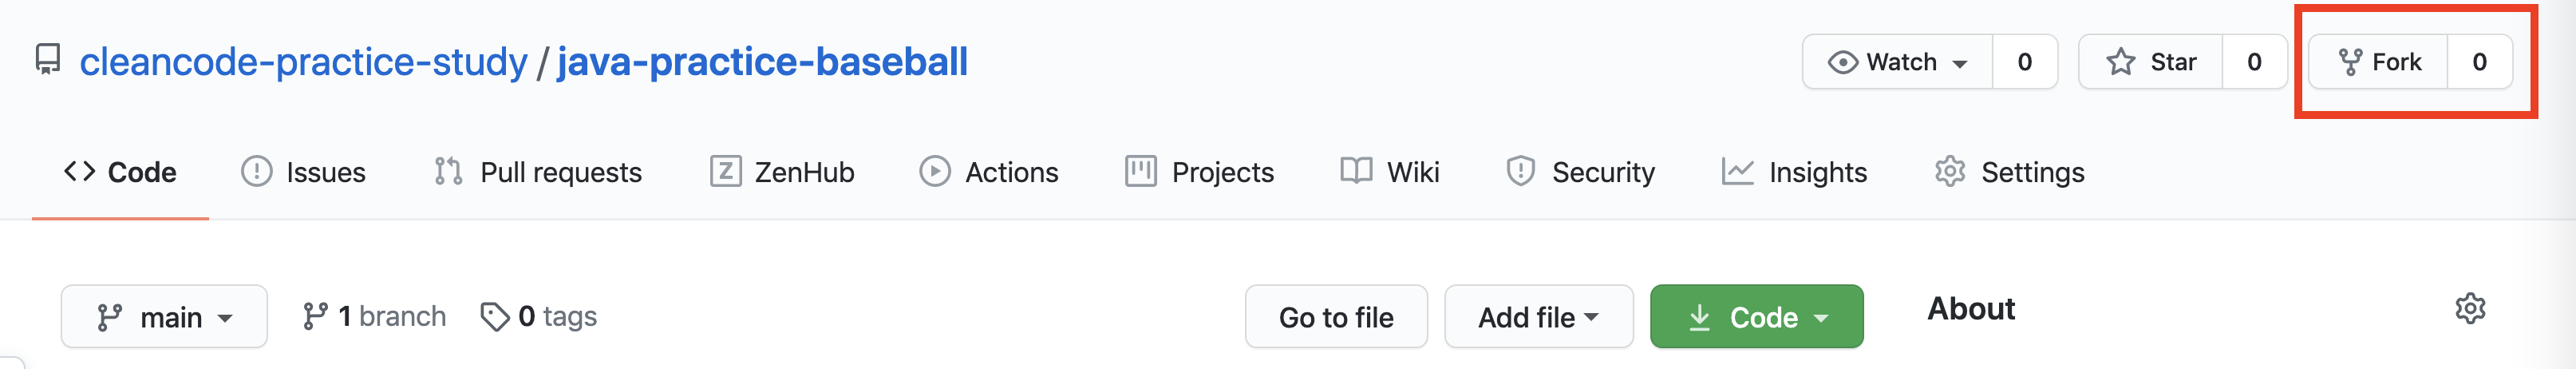 cleancode-practice-study / java-practice-baseball Watch 0 Star 0 Fork 0
Code Issues Pull requests ZenHub Actions Projects Wiki Security Insights Settings
main 1 branch 0 tags Go to file Add file Code About